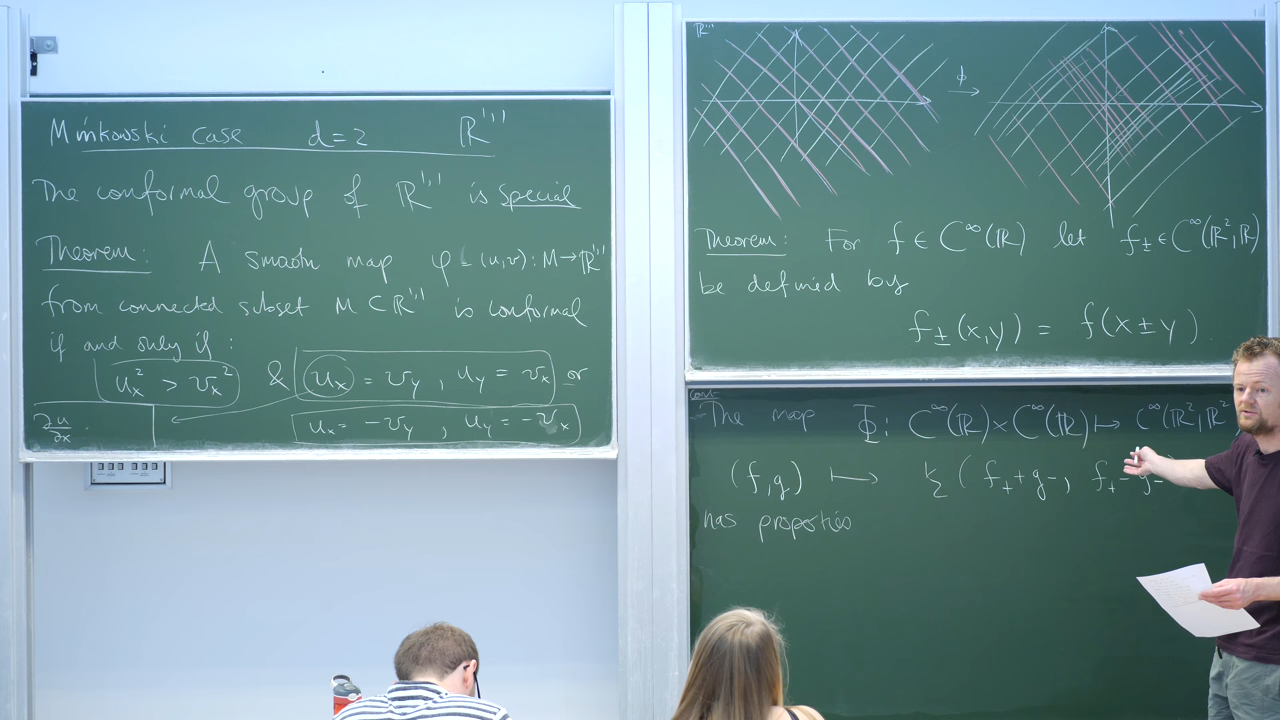 Minkowski case d=2 ℝ^{1,1}
The conformal group of ℝ^{1,1} is special
Theorem: A smooth map φ=(u,v): M→ℝ^{1,1}
from connected subset M⊂ℝ^{1,1} is conformal
if and only if:
u_x² > v_x² & u_x = v_y, u_y = v_x or
∂u/∂x. u_x = -v_y, u_y = -v_x
ℝ^{1,1}
ϕ
→
Theorem: For f ∈ C^∞(ℝ) let f_± ∈ C^∞(ℝ²,ℝ)
be defined by
f_±(x,y) = f(x±y).
cont.
The map Φ: C^∞(ℝ)×C^∞(ℝ) ↦ C^∞(ℝ²,ℝ²
(f,g) ⟼ ½(f_+ + g_-, f_+ - g_-
has properties